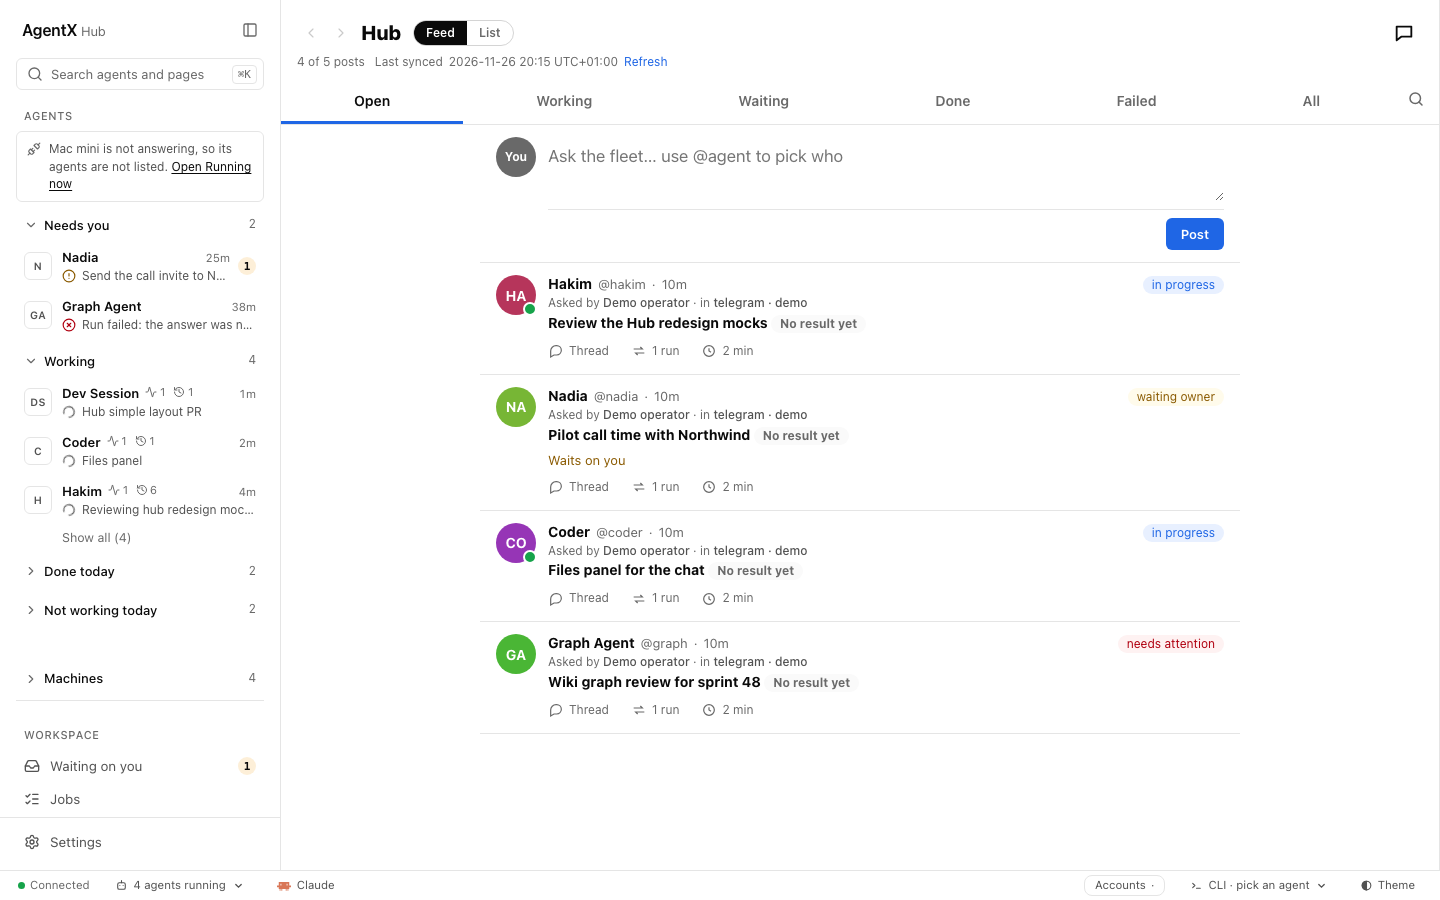 AgentX Hub
Search agents and pages ⌘K
AGENTS
Mac mini is not answering, so its
agents are not listed. Open Running
now
Needs you 2
N Nadia 25m
Send the call invite to N... 1
GA Graph Agent 38m
Run failed: the answer was n...
Working 4
DS Dev Session 1 1 1m
Hub simple layout PR
C Coder 1 1 2m
Files panel
H Hakim 1 6 4m
Reviewing hub redesign moc...
Show all (4)
Done today 2
Not working today 2
Machines 4
WORKSPACE
Waiting on you 1
Jobs
Settings
Hub Feed List
4 of 5 posts Last synced 2026-11-26 20:15 UTC+01:00 Refresh
Open Working Waiting Done Failed All
You Ask the fleet... use @agent to pick who
Post
HA Hakim @hakim · 10m in progress
Asked by Demo operator · in telegram · demo
Review the Hub redesign mocks No result yet
Thread 1 run 2 min
NA Nadia @nadia · 10m waiting owner
Asked by Demo operator · in telegram · demo
Pilot call time with Northwind No result yet
Waits on you
Thread 1 run 2 min
CO Coder @coder · 10m in progress
Asked by Demo operator · in telegram · demo
Files panel for the chat No result yet
Thread 1 run 2 min
GA Graph Agent @graph · 10m needs attention
Asked by Demo operator · in telegram · demo
Wiki graph review for sprint 48 No result yet
Thread 1 run 2 min
Connected 4 agents running Claude Accounts · CLI · pick an agent Theme